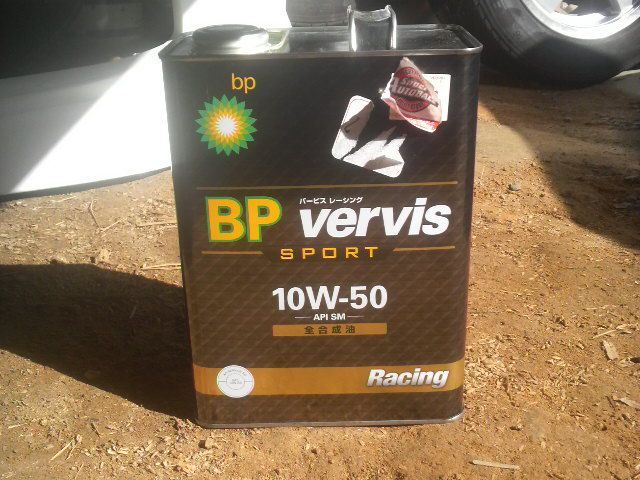 bp
バービス レーシング
BP vervis
SPORT
10W-50
API SM
全合成油
Racing